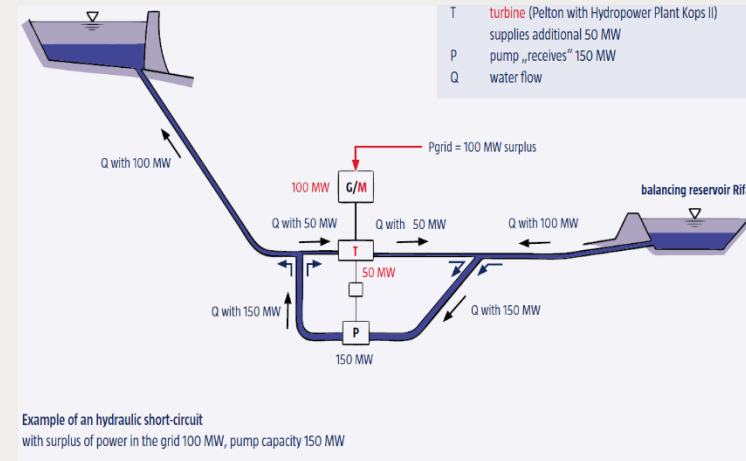 T turbine (Pelton with Hydropower Plant Kops II)
supplies additional 50 MW
P pump „receives" 150 MW
Q water flow
Q with 100 MW
Pgrid = 100 MW surplus
100 MW G/M
balancing reservoir
Q with 50 MW
Q with 50 MW
Q with 100 MW
T
50 MW
Q with 150 MW
Q with 150 MW
P
150 MW
Example of an hydraulic short-circuit
with surplus of power in the grid 100 MW, pump capacity 150 MW